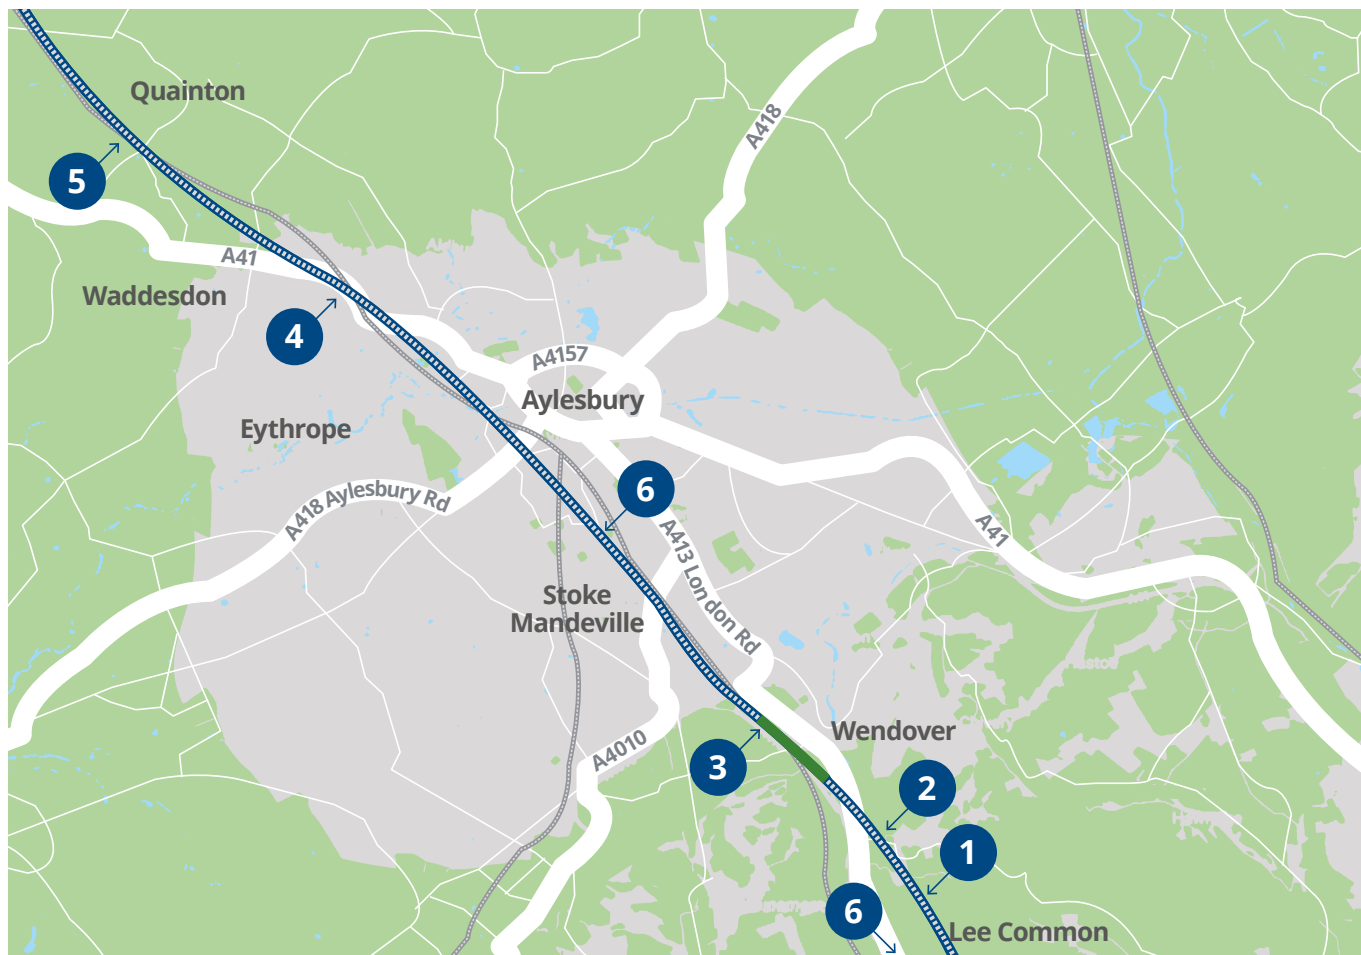 Quainton
A418
5
A41
Waddesdon
4
A4157
Aylesbury
Eythrope
6
A418 Aylesbury Rd
A41
A413 London Rd
Stoke
Mandeville
Wendover
A4010
3
2
1
6
Lee Common